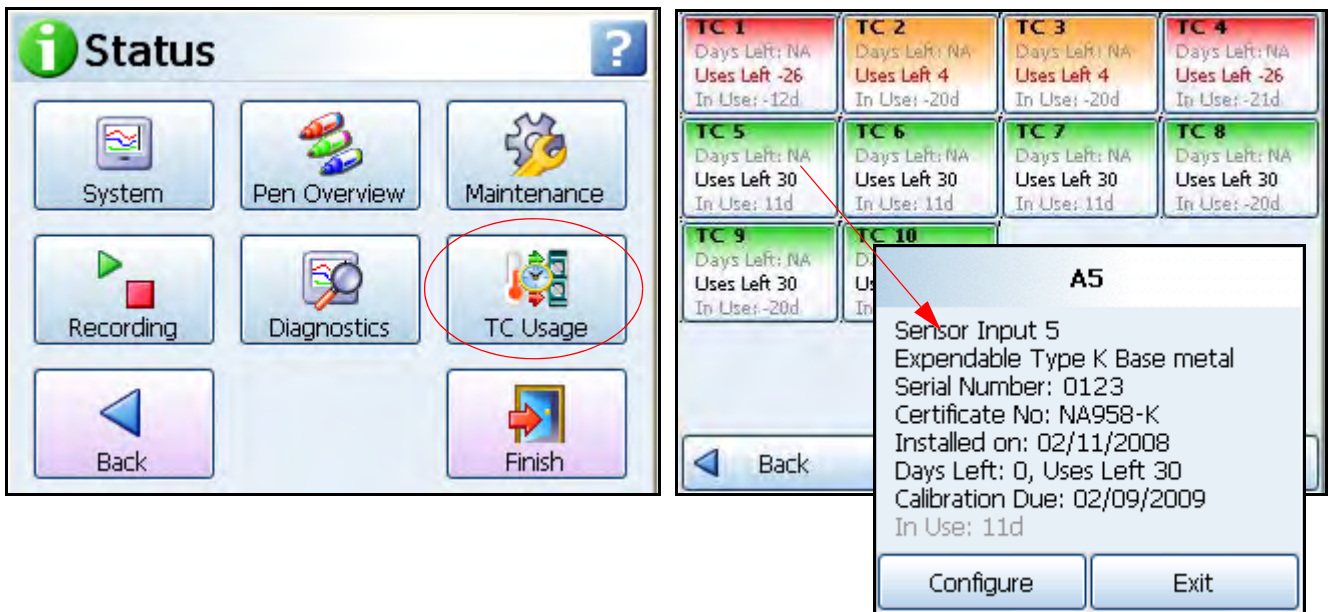 Status
?
System
Pen Overview
Maintenance
Recording
Diagnostics
TC Usage
Back
Finish
TC 1
Days Left: NA
Uses Left -26
In Use: -12d
TC 2
Days Left: NA
Uses Left 4
In Use: -20d
TC 3
Days Left: NA
Uses Left 4
In Use: -20d
TC 4
Days Left: NA
Uses Left -26
In Use: -21d
TC 5
Days Left: NA
Uses Left 30
In Use: 11d
TC 6
Days Left: NA
Uses Left 30
In Use: 11d
TC 7
Days Left: NA
Uses Left 30
In Use: 11d
TC 8
Days Left: NA
Uses Left 30
In Use: -20d
TC 9
Days Left: NA
Uses Left 30
In Use: -20d
TC 10
Back
A5
Sensor Input 5
Expendable Type K Base metal
Serial Number: 0123
Certificate No: NA958-K
Installed on: 02/11/2008
Days Left: 0, Uses Left 30
Calibration Due: 02/09/2009
In Use: 11d
Configure
Exit